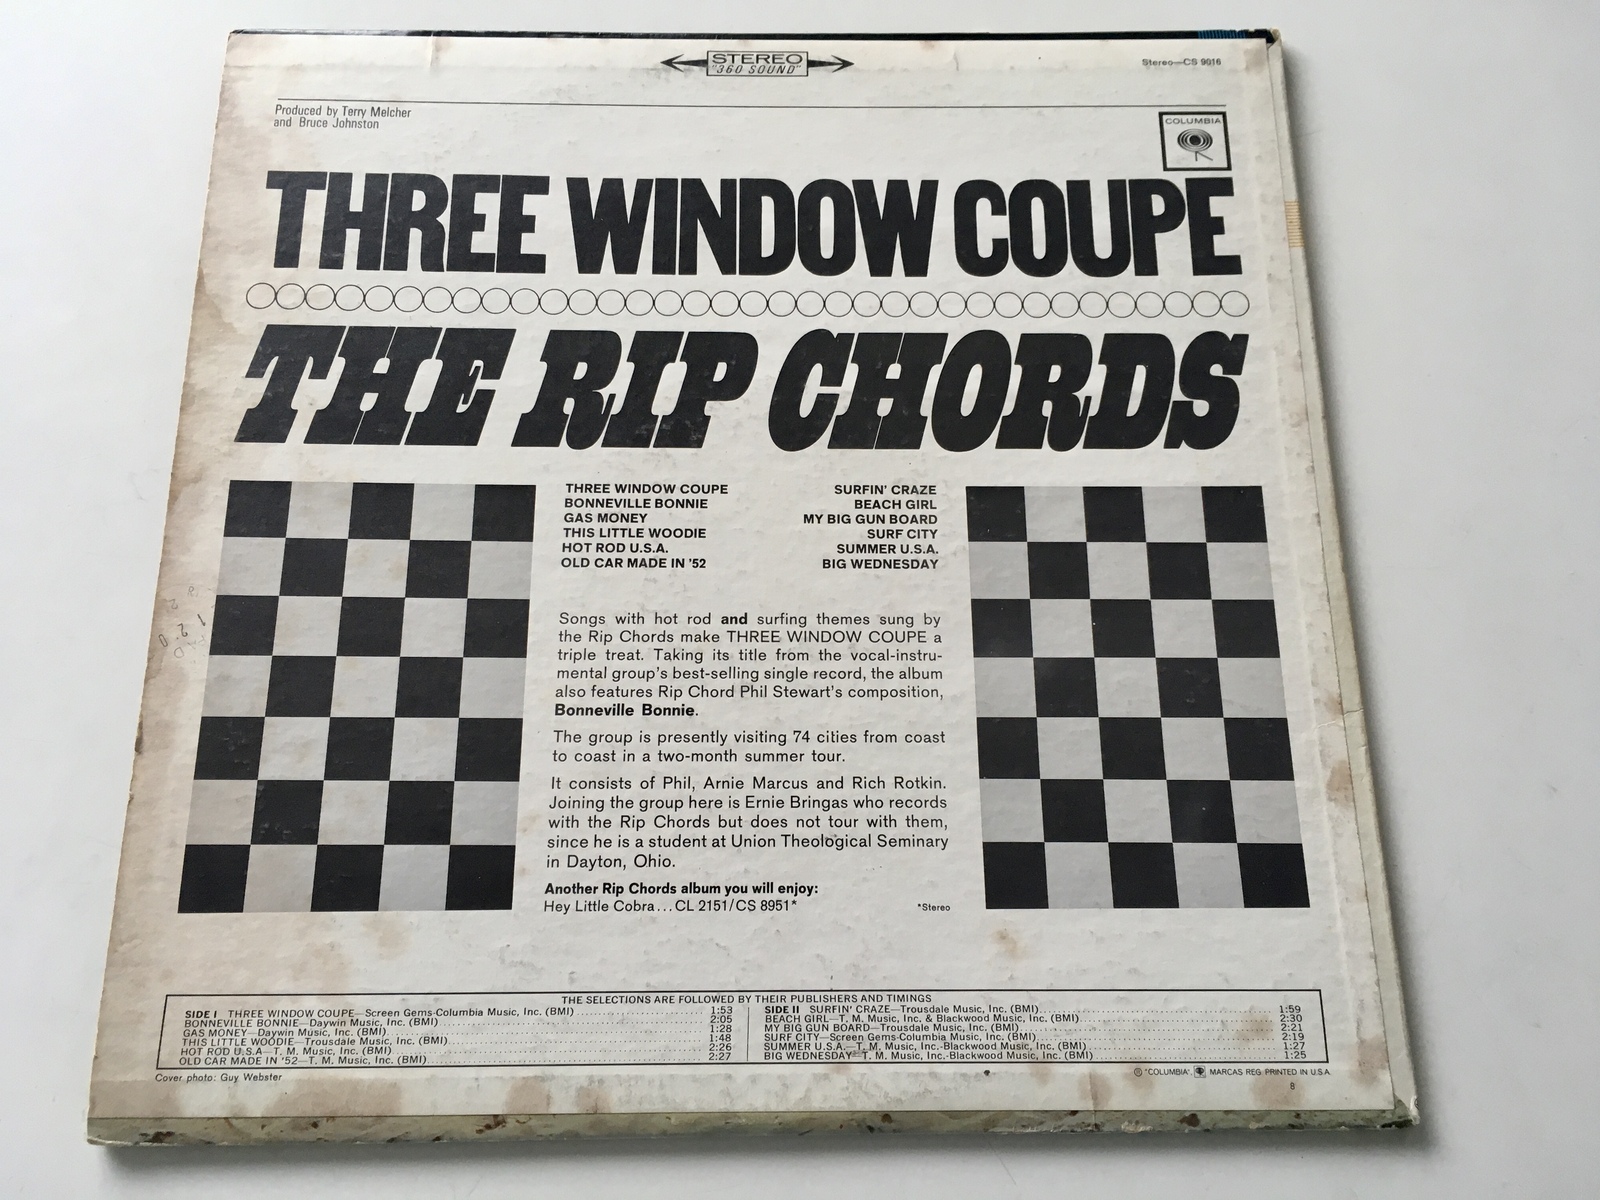 STEREO
"360 SOUND"
Stereo—CS 9016
Produced by Terry Melcher
and Bruce Johnston
COLUMBIA
THREE WINDOW COUPE
THE RIP CHORDS
THREE WINDOW COUPE
BONNEVILLE BONNIE
GAS MONEY
THIS LITTLE WOODIE
HOT ROD U.S.A.
OLD CAR MADE IN '52
SURFIN' CRAZE
BEACH GIRL
MY BIG GUN BOARD
SURF CITY
SUMMER U.S.A.
BIG WEDNESDAY
Songs with hot rod and surfing themes sung by
the Rip Chords make THREE WINDOW COUPE a
triple treat. Taking its title from the vocal-instru-
mental group's best-selling single record, the album
also features Rip Chord Phil Stewart's composition,
Bonneville Bonnie.
The group is presently visiting 74 cities from coast
to coast in a two-month summer tour.
It consists of Phil, Arnie Marcus and Rich Rotkin.
Joining the group here is Ernie Bringas who records
with the Rip Chords but does not tour with them,
since he is a student at Union Theological Seminary
in Dayton, Ohio.
Another Rip Chords album you will enjoy:
Hey Little Cobra...CL 2151/CS 8951*
*Stereo
THE SELECTIONS ARE FOLLOWED BY THEIR PUBLISHERS AND TIMINGS
SIDE I THREE WINDOW COUPE—Screen Gems-Columbia Music, Inc. (BMI) 1:53
BONNEVILLE BONNIE—Daywin Music, Inc. (BMI) 2:05
GAS MONEY—Daywin Music, Inc. (BMI) 1:28
THIS LITTLE WOODIE—Trousdale Music, Inc. (BMI) 1:48
HOT ROD U.S.A—T. M. Music, Inc. (BMI) 2:26
OLD CAR MADE IN '52—T. M. Music, Inc. (BMI) 2:27
SIDE II SURFIN' CRAZE—Trousdale Music, Inc. (BMI) 1:59
BEACH GIRL—T. M. Music, Inc. & Blackwood Music, Inc. (BMI) 2:30
MY BIG GUN BOARD—Trousdale Music, Inc. (BMI) 2:21
SURF CITY—Screen Gems-Columbia Music, Inc. (BMI) 2:19
SUMMER U.S.A.—T. M. Music, Inc.-Blackwood Music, Inc. (BMI) 1:27
BIG WEDNESDAY—T. M. Music, Inc.-Blackwood Music, Inc. (BMI) 1:25
Cover photo: Guy Webster
® "COLUMBIA", MARCAS REG. PRINTED IN U.S.A.
8